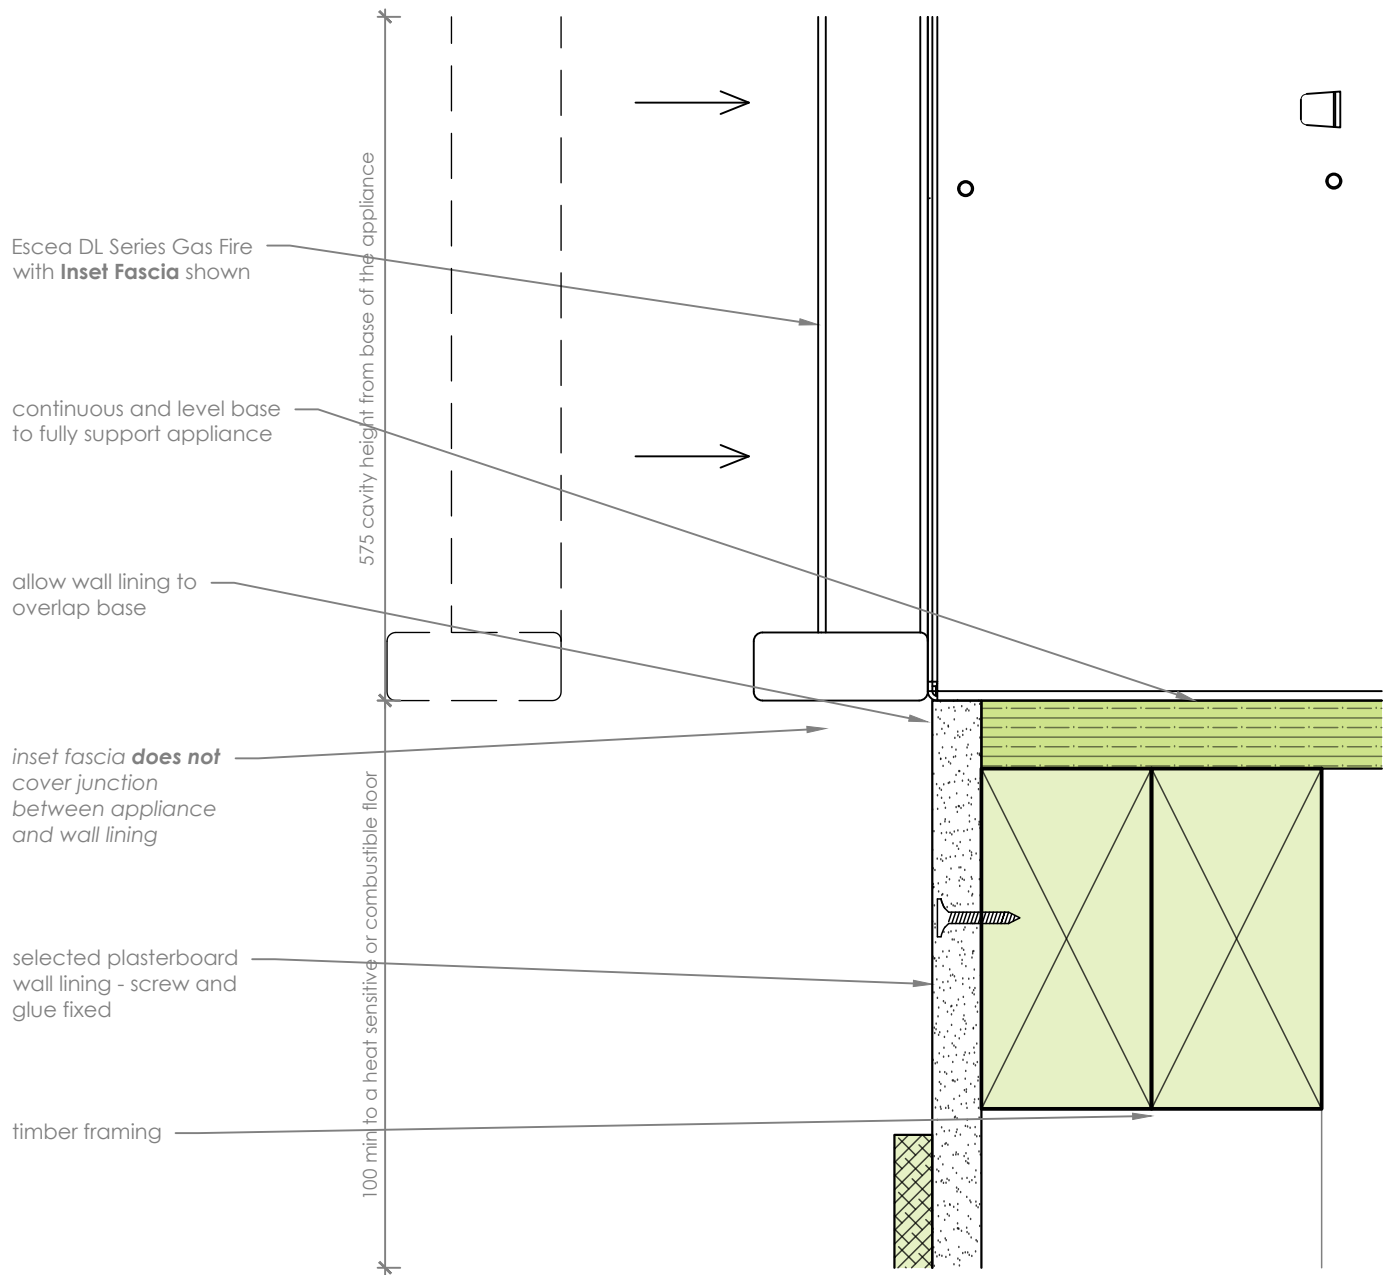 Escea DL Series Gas Fire
with Inset Fascia shown
continuous and level base
to fully support appliance
allow wall lining to
overlap base
inset fascia does not
cover junction
between appliance
and wall lining
selected plasterboard
wall lining - screw and
glue fixed
timber framing
575 cavity height from base of the appliance
100 min to a heat sensitive or combustible floor